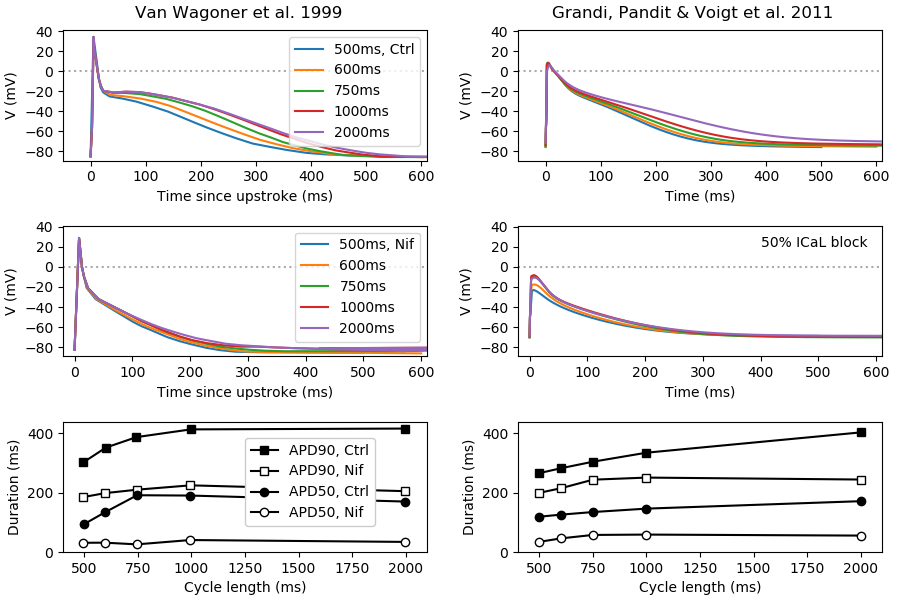 Van Wagoner et al. 1999
40
20
0
−20
−40
−60
−80
V (mV)
500ms, Ctrl
600ms
750ms
1000ms
2000ms
0 100 200 300 400 500 600
Time since upstroke (ms)
Grandi, Pandit & Voigt et al. 2011
40
20
0
−20
−40
−60
−80
V (mV)
0 100 200 300 400 500 600
Time (ms)
40
20
0
−20
−40
−60
−80
V (mV)
500ms, Nif
600ms
750ms
1000ms
2000ms
0 100 200 300 400 500 600
Time since upstroke (ms)
40
20
0
−20
−40
−60
−80
V (mV)
50% ICaL block
0 100 200 300 400 500 600
Time (ms)
400
200
0
Duration (ms)
APD90, Ctrl
APD90, Nif
APD50, Ctrl
APD50, Nif
500 750 1000 1250 1500 1750 2000
Cycle length (ms)
400
200
0
Duration (ms)
500 750 1000 1250 1500 1750 2000
Cycle length (ms)